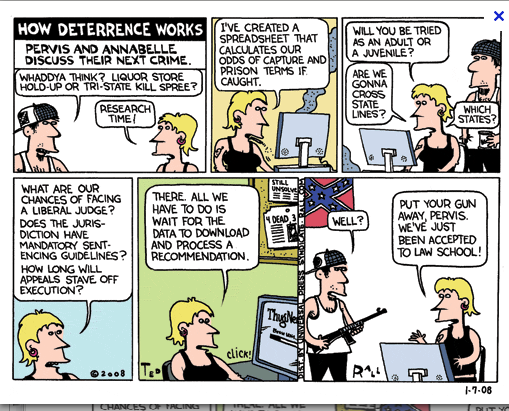 HOW DETERRENCE WORKS
PERVIS AND ANNABELLE
DISCUSS THEIR NEXT CRIME.
WHADDYA THINK? LIQUOR STORE
HOLD-UP OR TRI-STATE KILL SPREE?
RESEARCH
TIME!
I'VE CREATED A
SPREADSHEET THAT
CALCULATES OUR
ODDS OF CAPTURE AND
PRISON TERMS IF
CAUGHT.
WILL YOU BE TRIED
AS AN ADULT OR
A JUVENILE?
ARE WE
GONNA
CROSS
STATE
LINES?
WHICH
STATES?
WHAT ARE OUR
CHANCES OF FACING
A LIBERAL JUDGE?
DOES THE JURIS-
DICTION HAVE
MANDATORY SENT-
ENCING GUIDELINES?
HOW LONG WILL
APPEALS STAVE OFF
EXECUTION?
©2008
THERE. ALL WE
HAVE TO DO IS
WAIT FOR THE
DATA TO DOWNLOAD
AND PROCESS A
RECOMMENDATION.
STILL
UNSOLVE
4 DEAD, 3
ThugNe
click!
TED
WELL?
PUT YOUR GUN
AWAY, PERVIS.
WE'VE JUST
BEEN ACCEPTED
TO LAW SCHOOL!
RALL
1-7-08